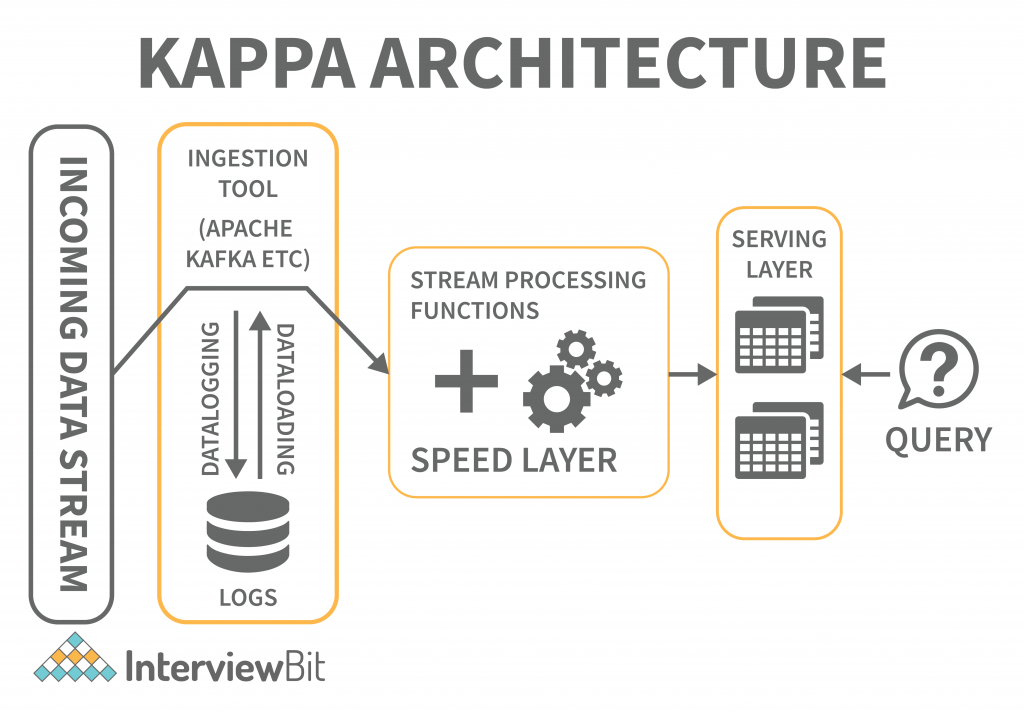 KAPPA ARCHITECTURE
INCOMING DATA STREAM
INGESTION
TOOL
(APACHE
KAFKA ETC)
DATALOGGING
DATALOADING
LOGS
STREAM PROCESSING
FUNCTIONS
SPEED LAYER
SERVING
LAYER
?
QUERY
InterviewBit